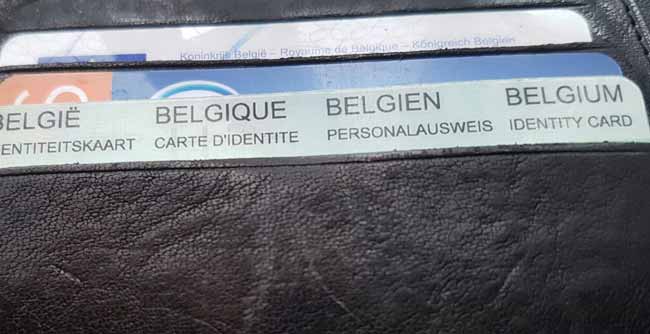 Koninkrijk België – Royaume de Belgique – Königreich Belgien
BELGIË BELGIQUE BELGIEN BELGIUM
ENTITEITSKAART CARTE D'IDENTITE PERSONALAUSWEIS IDENTITY CARD